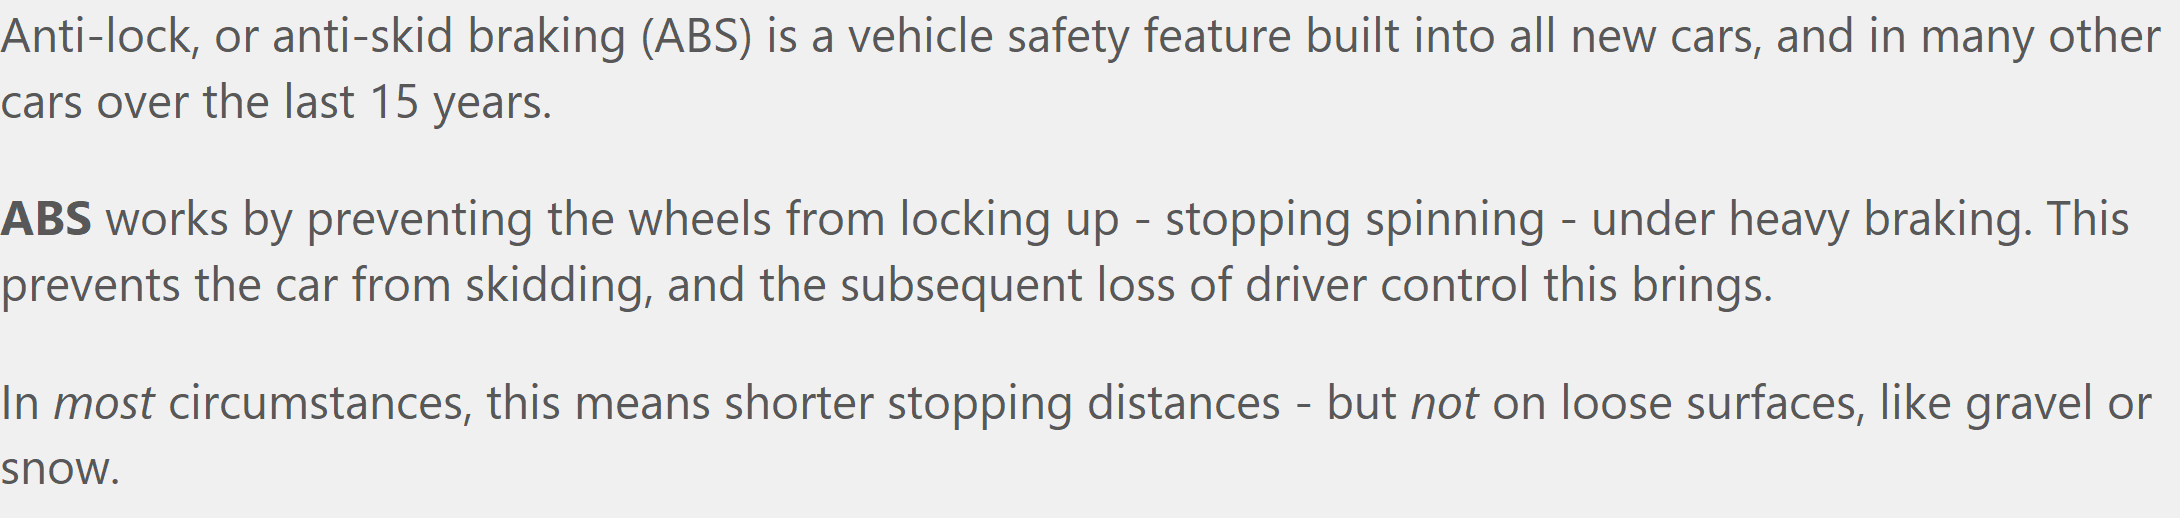 Anti-lock, or anti-skid braking (ABS) is a vehicle safety feature built into all new cars, and in many other
cars over the last 15 years.
ABS works by preventing the wheels from locking up - stopping spinning - under heavy braking. This
prevents the car from skidding, and the subsequent loss of driver control this brings.
In most circumstances, this means shorter stopping distances - but not on loose surfaces, like gravel or
snow.